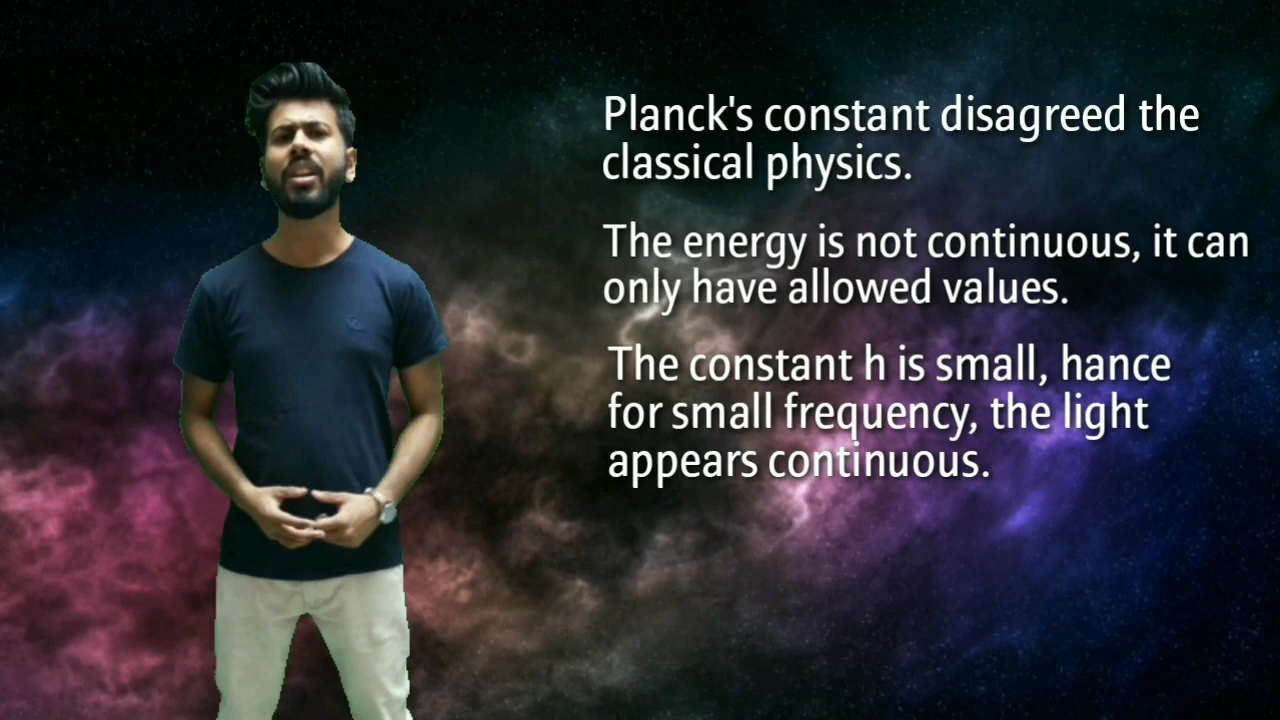 Planck's constant disagreed the
classical physics.
The energy is not continuous, it can
only have allowed values.
The constant h is small, hance
for small frequency, the light
appears continuous.